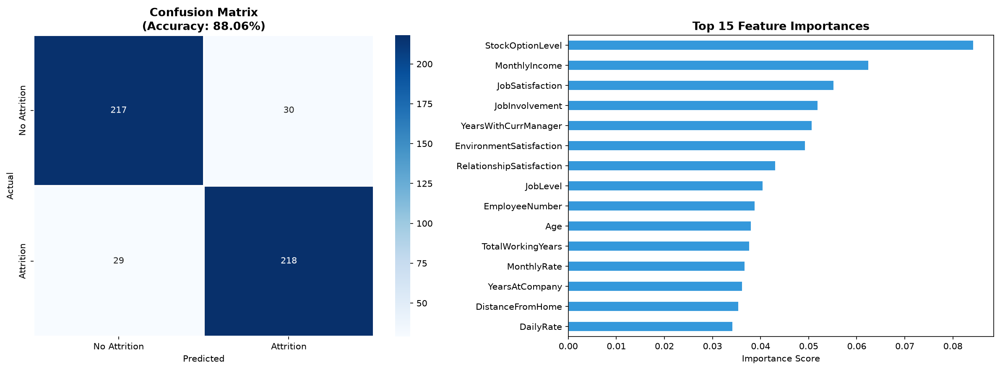 Confusion Matrix
(Accuracy: 88.06%)
Actual
No Attrition
Attrition
217
30
29
218
No Attrition
Attrition
Predicted
200
175
150
125
100
75
50
Top 15 Feature Importances
StockOptionLevel
MonthlyIncome
JobSatisfaction
JobInvolvement
YearsWithCurrManager
EnvironmentSatisfaction
RelationshipSatisfaction
JobLevel
EmployeeNumber
Age
TotalWorkingYears
MonthlyRate
YearsAtCompany
DistanceFromHome
DailyRate
0.00
0.01
0.02
0.03
0.04
0.05
0.06
0.07
0.08
Importance Score